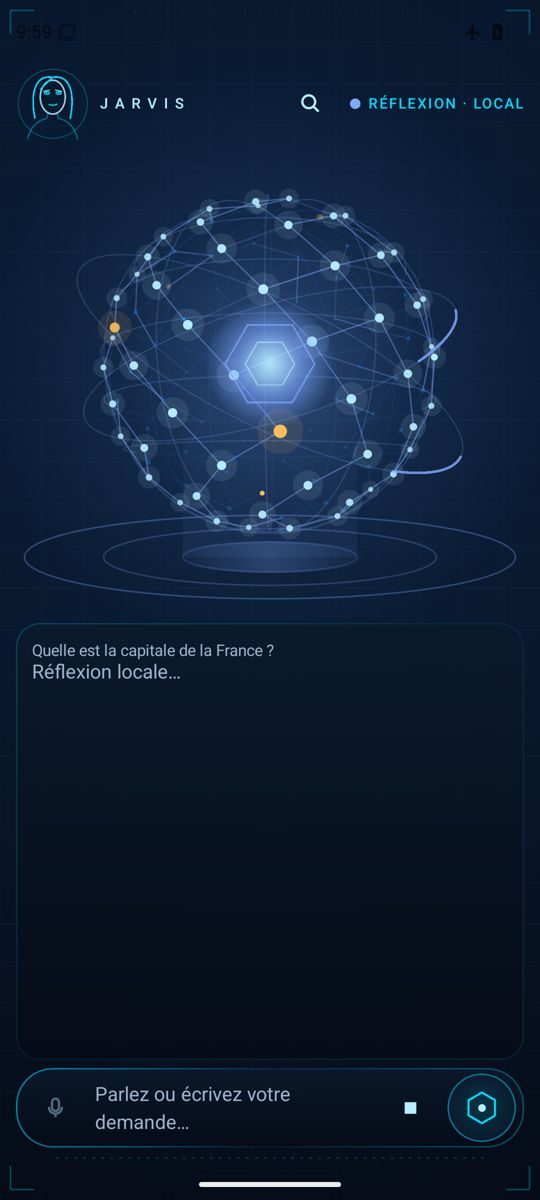 9:59
JARVIS
RÉFLEXION · LOCAL
Quelle est la capitale de la France ?
Réflexion locale…
Parlez ou écrivez votre
demande…